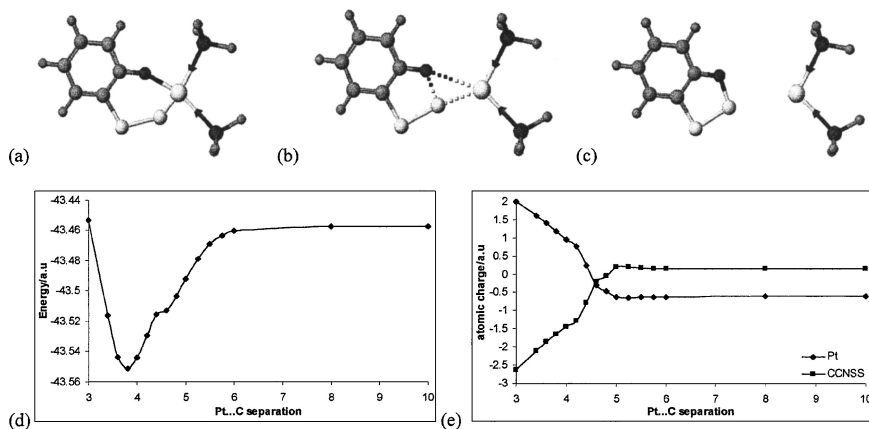 (a)
(b)
(c)
-43.44
-43.46
-43.48
-43.5
-43.52
-43.54
-43.56
Energy/a.u
3 4 5 6 7 8 9 10
Pt...C separation
(d)
2
1.5
1
0.5
0
-0.5
-1
-1.5
-2
-2.5
-3
atomic charge/a.u
Pt
CCNSS
3 4 5 6 7 8 9 10
Pt...C separation
(e)